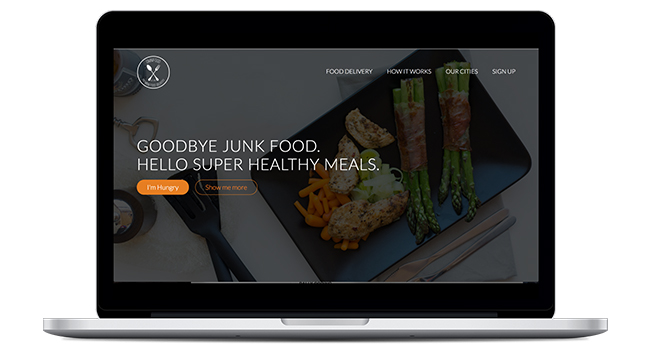 FOOD DELIVERY HOW IT WORKS OUR CITIES SIGN UP
GOODBYE JUNK FOOD.
HELLO SUPER HEALTHY MEALS.
I'm Hungry Show me more